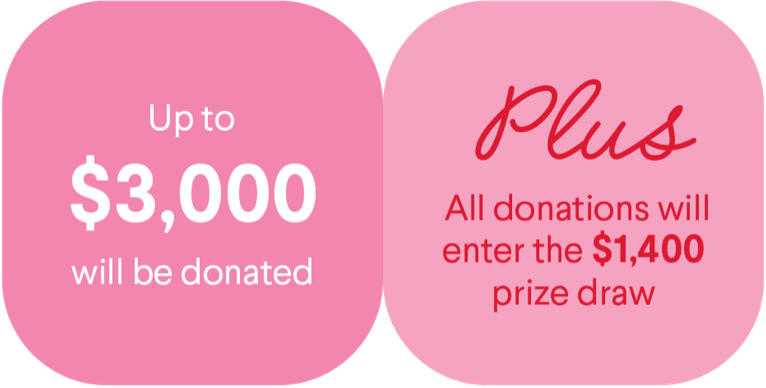 Up to
$3,000
will be donated
Plus
All donations will
enter the $1,400
prize draw